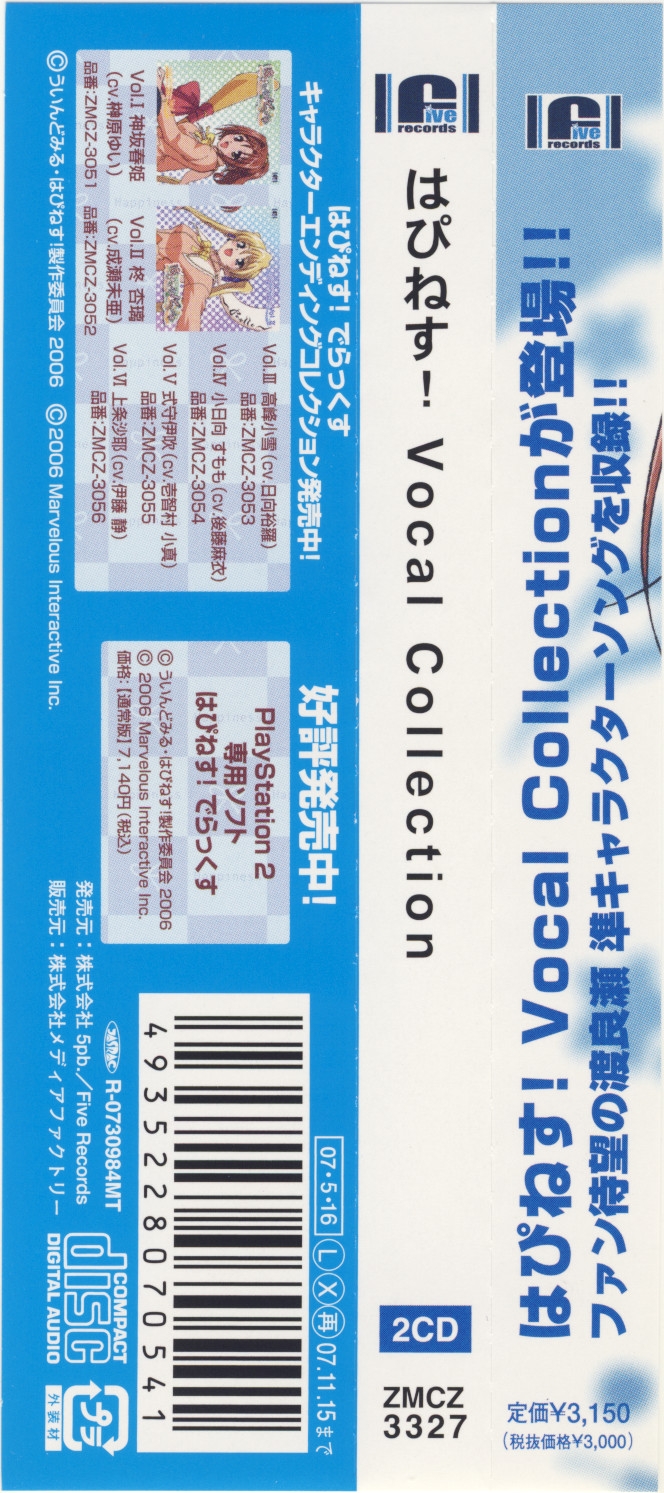 Five
records
はぴねす! Vocal Collectionが登場!!
ファン待望の渡良瀬 準キャラクターソングを収録!!
定価¥3,150
(税抜価格¥3,000)
Five
records
はぴねす! Vocal Collection
2CD
ZMCZ
3327
はぴねす! でらっくす
キャラクターエンディングコレクション発売中!
Vol.Ⅰ 神坂春姫
(cv.榊原ゆい)
品番:ZMCZ-3051
Vol.Ⅱ 柊 杏璃
(cv.成瀬未亜)
品番:ZMCZ-3052
Vol.Ⅲ 高峰小雪(cv.日向裕羅)
品番:ZMCZ-3053
Vol.Ⅳ 小日向 すもも(cv.後藤麻衣)
品番:ZMCZ-3054
Vol.Ⅴ 式守伊吹(cv.壱智村 小真)
品番:ZMCZ-3055
Vol.Ⅵ 上条沙耶(cv.伊藤 静)
品番:ZMCZ-3056
©ういんどみる・はぴねす!製作委員会 2006 ©2006 Marvelous Interactive Inc.
好評発売中!
PlayStation 2
専用ソフト
はぴねす! でらっくす
©ういんどみる・はぴねす!製作委員会 2006
© 2006 Marvelous Interactive Inc.
価格:【通常版】7,140円(税込)
発売元:株式会社 5pb./Five Records
販売元:株式会社メディアファクトリー
JASRAC
R-0730984MT
07・5・16 Ⓛ Ⓧ 再 07.11.15まで
4935228070541
COMPACT
disc
DIGITAL AUDIO
プラ
外装材